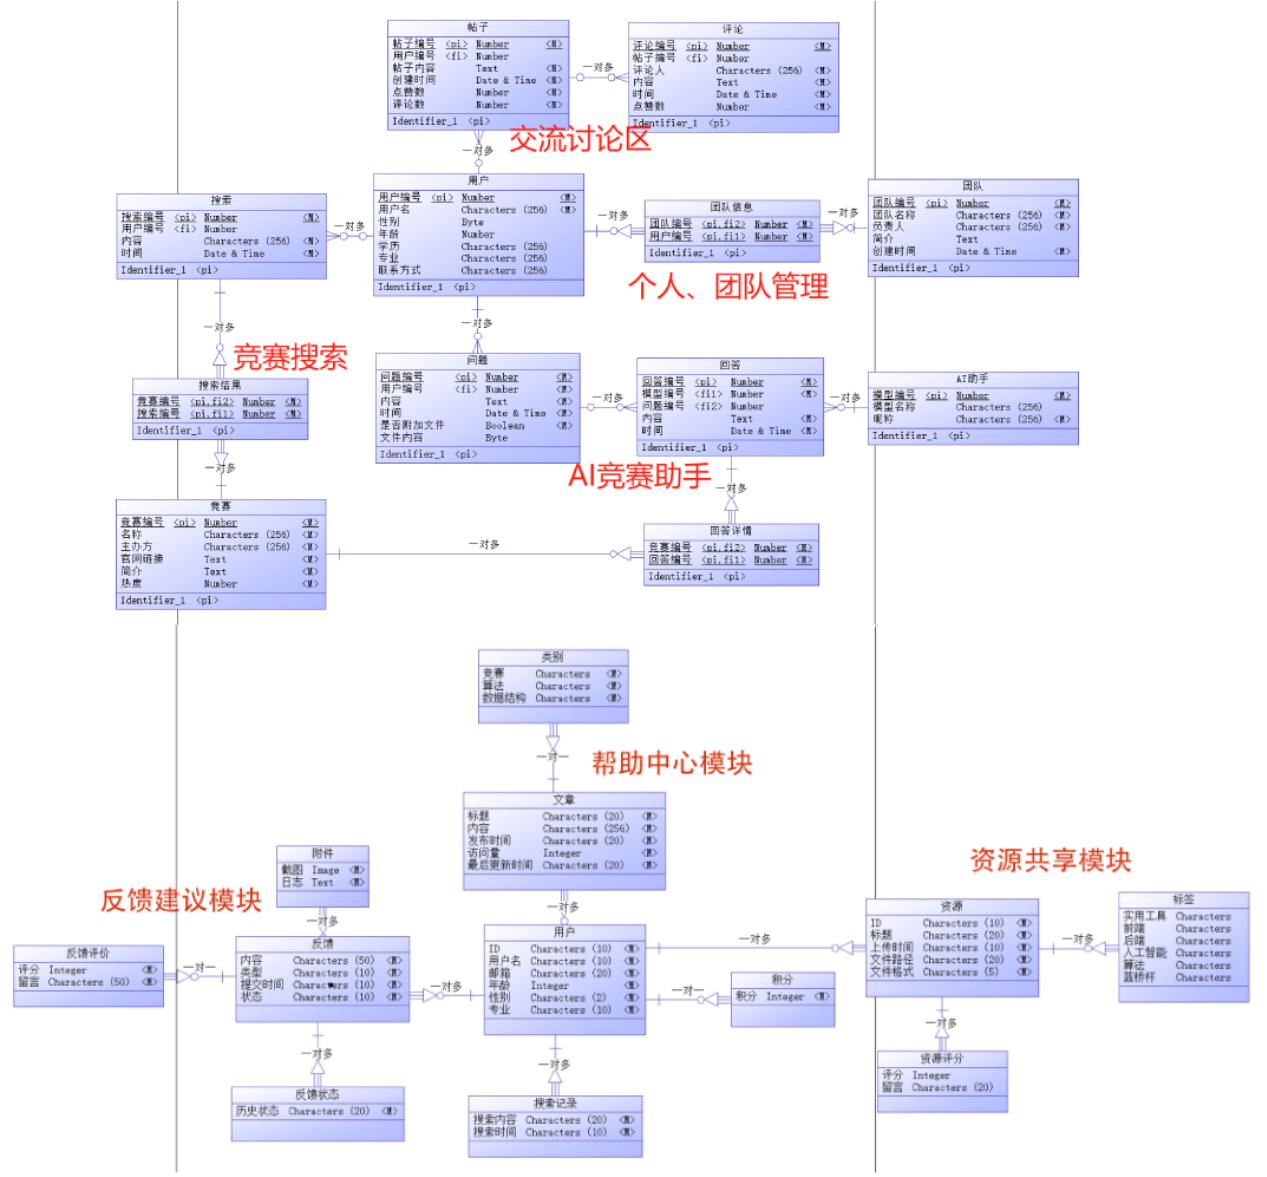 帖子
帖子编号 <pi> Number <M>
用户编号 <fi> Number
帖子内容 Text <M>
创建时间 Date & Time <M>
点赞数 Number <M>
评论数 Number <M>
Identifier_1 <pi>
一对多
评论
评论编号 <pi> Number <M>
帖子编号 <fi> Number
评论人 Characters (256) <M>
内容 Text <M>
时间 Date & Time <M>
点赞数 Number <M>
Identifier_1 <pi>
交流讨论区
一对多
搜索
搜索编号 <pi> Number <M>
用户编号 <fi> Number
内容 Characters (256) <M>
时间 Date & Time <M>
Identifier_1 <pi>
一对多
用户
用户编号 <pi> Number <M>
用户名 Characters (256) <M>
性别 Byte
年龄 Number
学历 Characters (256)
专业 Characters (256)
联系方式 Characters (256)
Identifier_1 <pi>
一对多
团队信息
团队编号 <pi,fi2> Number <M>
用户编号 <pi,fi1> Number <M>
Identifier_1 <pi>
一对多
团队
团队编号 <pi> Number <M>
团队名称 Characters (256) <M>
负责人 Characters (256) <M>
简介 Text
创建时间 Date & Time <M>
Identifier_1 <pi>
个人、团队管理
一对多
竞赛搜索
一对多
搜索结果
竞赛编号 <pi,fi2> Number <M>
搜索编号 <pi,fi1> Number <M>
Identifier_1 <pi>
一对多
问题
问题编号 <pi> Number <M>
用户编号 <fi> Number <M>
内容 Text <M>
时间 Date & Time <M>
是否附加文件 Boolean <M>
文件内容 Byte
Identifier_1 <pi>
一对多
回答
回答编号 <pi> Number <M>
模型编号 <fi1> Number <M>
问题编号 <fi2> Number
内容 Text <M>
时间 Date & Time <M>
Identifier_1 <pi>
一对多
AI助手
模型编号 <pi> Number <M>
模型名称 Characters (256)
昵称 Characters (256) <M>
Identifier_1 <pi>
AI竞赛助手
一对多
竞赛
竞赛编号 <pi> Number <M>
名称 Characters (256) <M>
主办方 Characters (256) <M>
官网链接 Text <M>
简介 Text <M>
热度 Number <M>
Identifier_1 <pi>
一对多
回答详情
竞赛编号 <pi,fi2> Number <M>
回答编号 <pi,fi1> Number <M>
Identifier_1 <pi>
类别
竞赛 Characters <M>
算法 Characters <M>
数据结构 Characters <M>
一对一
帮助中心模块
文章
标题 Characters (20) <M>
内容 Characters (256) <M>
发布时间 Characters (20) <M>
访问量 Integer <M>
最后更新时间 Characters (20) <M>
一对多
附件
截图 Image <M>
日志 Text <M>
一对多
反馈建议模块
资源共享模块
反馈评价
评分 Integer <M>
留言 Characters (50) <M>
一对一
反馈
内容 Characters (50) <M>
类型 Characters (10) <M>
提交时间 Characters (10) <M>
状态 Characters (10) <M>
一对多
用户
ID Characters (10) <M>
用户名 Characters (10) <M>
邮箱 Characters (20) <M>
年龄 Integer <M>
性别 Characters (2) <M>
专业 Characters (10) <M>
一对多
一对一
积分
积分 Integer <M>
资源
ID Characters (10) <M>
标题 Characters (20) <M>
上传时间 Characters (10) <M>
文件路径 Characters (20) <M>
文件格式 Characters (5) <M>
一对多
标签
实用工具 Characters
前端 Characters
后端 Characters
人工智能 Characters
算法 Characters
蓝桥杯 Characters
一对多
反馈状态
历史状态 Characters (20) <M>
一对多
搜索记录
搜索内容 Characters (20) <M>
搜索时间 Characters (10) <M>
一对多
资源评分
评分 Integer
留言 Characters (20)